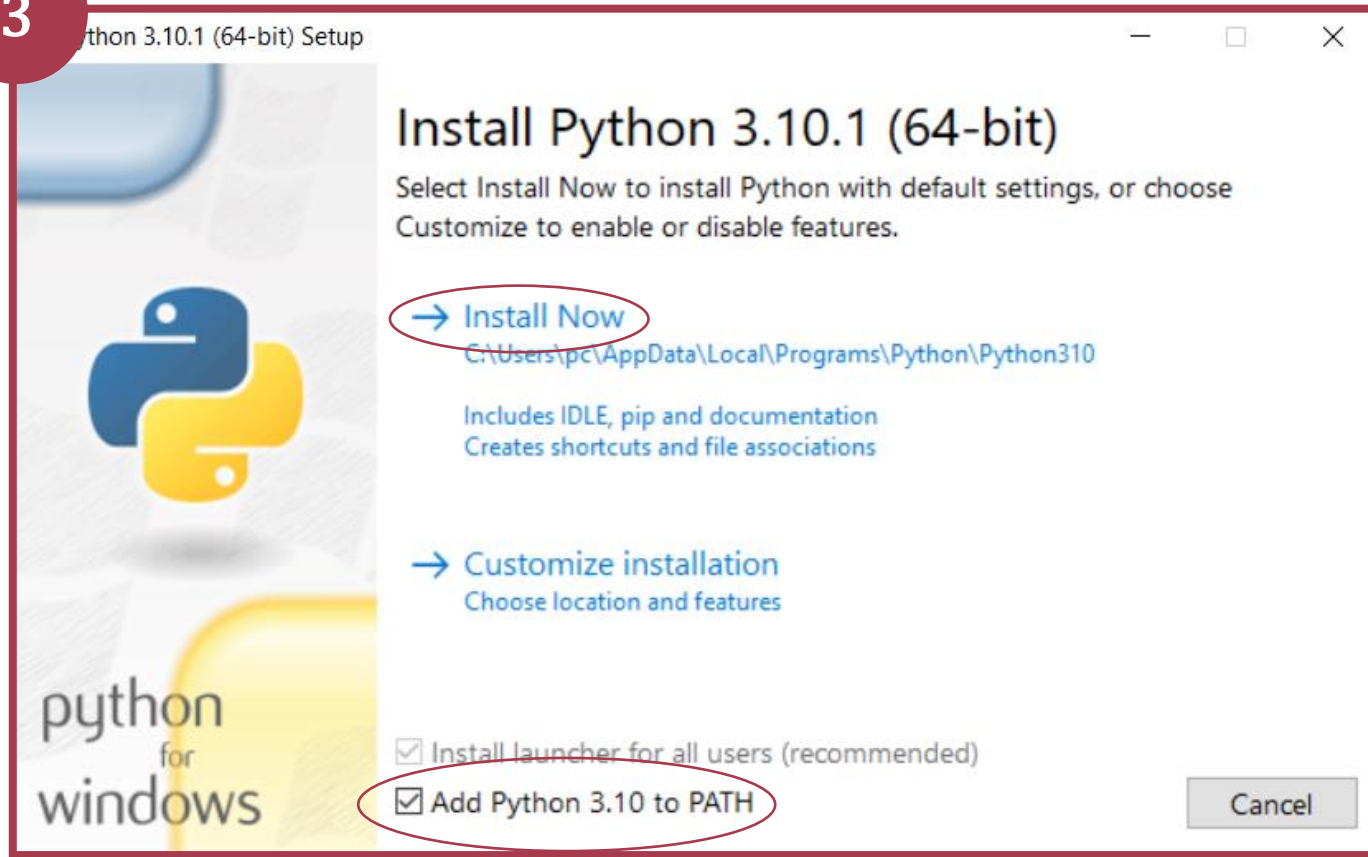 3
ython 3.10.1 (64-bit) Setup
Install Python 3.10.1 (64-bit)
Select Install Now to install Python with default settings, or choose
Customize to enable or disable features.
Install Now
C:\Users\pc\AppData\Local\Programs\Python\Python310
Includes IDLE, pip and documentation
Creates shortcuts and file associations
Customize installation
Choose location and features
python
for
windows
Install launcher for all users (recommended)
Add Python 3.10 to PATH
Cancel